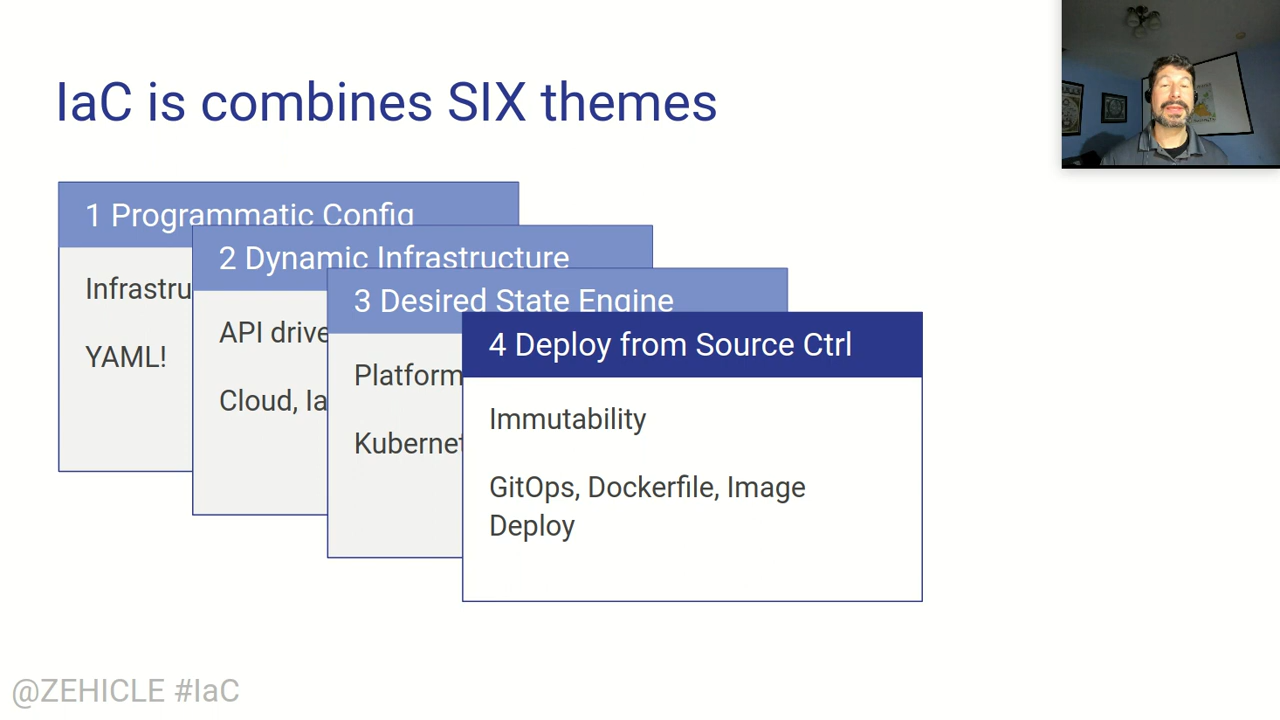 IaC is combines SIX themes
1 Programmatic Config
Infrastru
YAML!
2 Dynamic Infrastructure
API drive
Cloud, Ia
3 Desired State Engine
Platform
Kubernet
4 Deploy from Source Ctrl
Immutability
GitOps, Dockerfile, Image
Deploy
@ZEHICLE #IaC